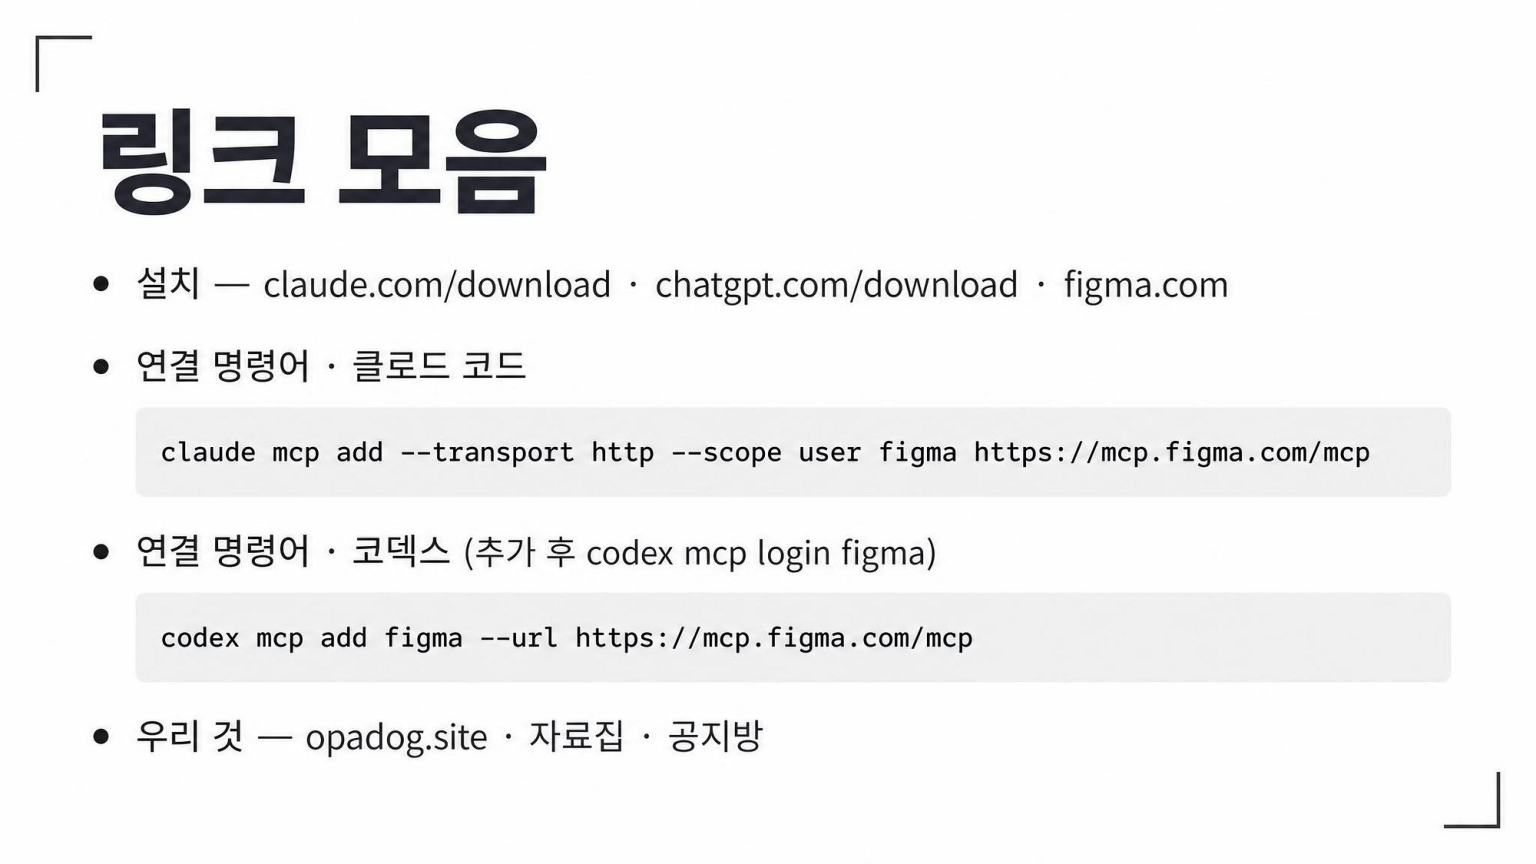 링크 모음
• 설치 — claude.com/download · chatgpt.com/download · figma.com
• 연결 명령어 · 클로드 코드
claude mcp add --transport http --scope user figma https://mcp.figma.com/mcp
• 연결 명령어 · 코덱스 (추가 후 codex mcp login figma)
codex mcp add figma --url https://mcp.figma.com/mcp
• 우리 것 — opadog.site · 자료집 · 공지방